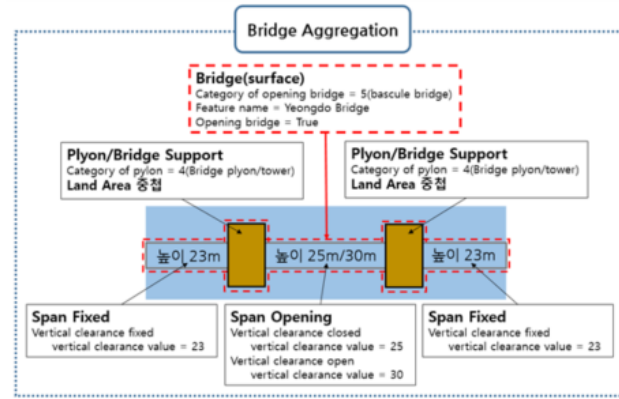 Bridge Aggregation
Bridge(surface)
Category of opening bridge = 5(bascule bridge)
Feature name = Yeongdo Bridge
Opening bridge = True
Plyon/Bridge Support
Category of pylon = 4(Bridge plyon/tower)
Land Area 중첩
Plyon/Bridge Support
Category of pylon = 4(Bridge plyon/tower)
Land Area 중첩
높이 23m
높이 25m/30m
높이 23m
Span Fixed
Vertical clearance fixed
vertical clearance value = 23
Span Opening
Vertical clearance closed
vertical clearance value = 25
Vertical clearance open
vertical clearance value = 30
Span Fixed
Vertical clearance fixed
vertical clearance value = 23